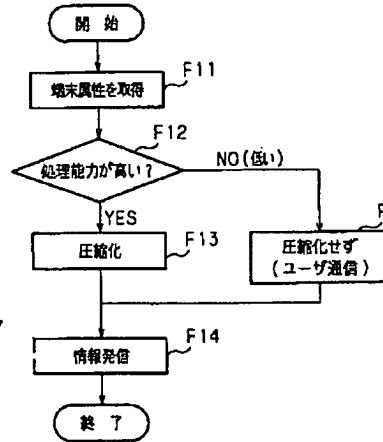 開 始
端末属性を取得
F11
F12
処理能力が高い?
NO(低い)
YES
圧縮化
F13
圧縮化せず
(ユーザ通信)
F
情報発信
F14
終 了